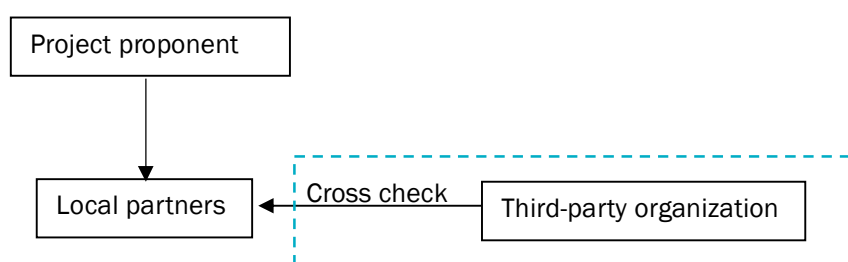 Project proponent
Cross check
Local partners
Third-party organization